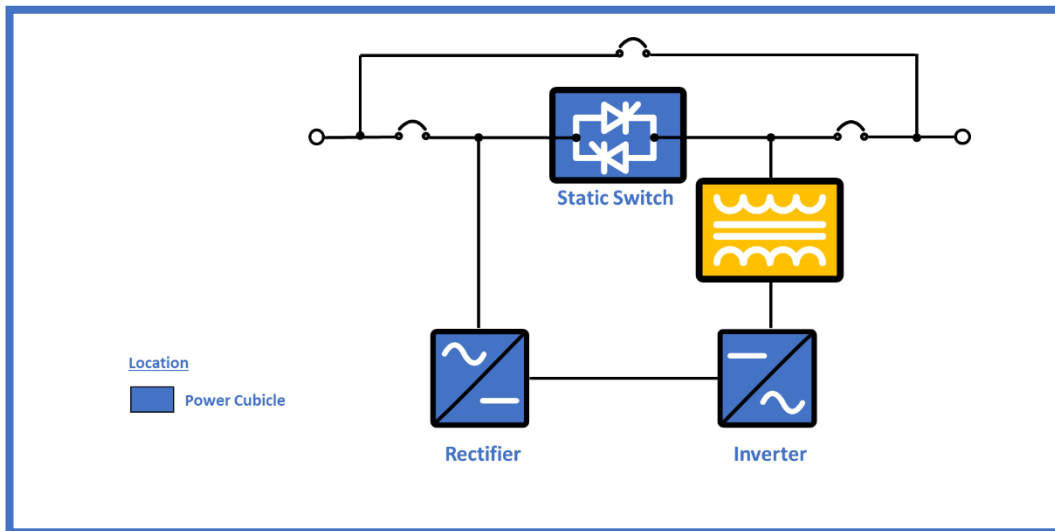 Static Switch
Location
Power Cubicle
Rectifier
Inverter